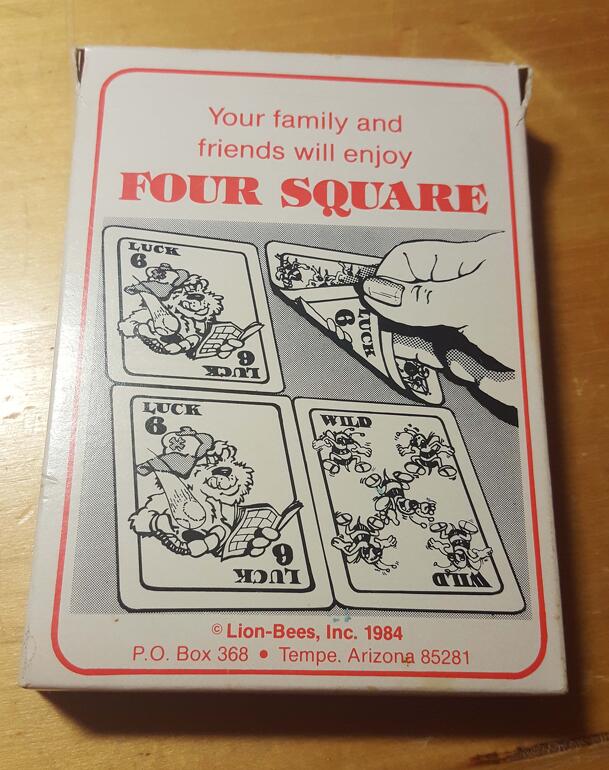 Your family and
friends will enjoy
FOUR SQUARE
LUCK
6
6
LUCK
6
LUCK
LUCK
6
6
LUCK
WILD
WILD
© Lion-Bees, Inc. 1984
P.O. Box 368 • Tempe. Arizona 85281